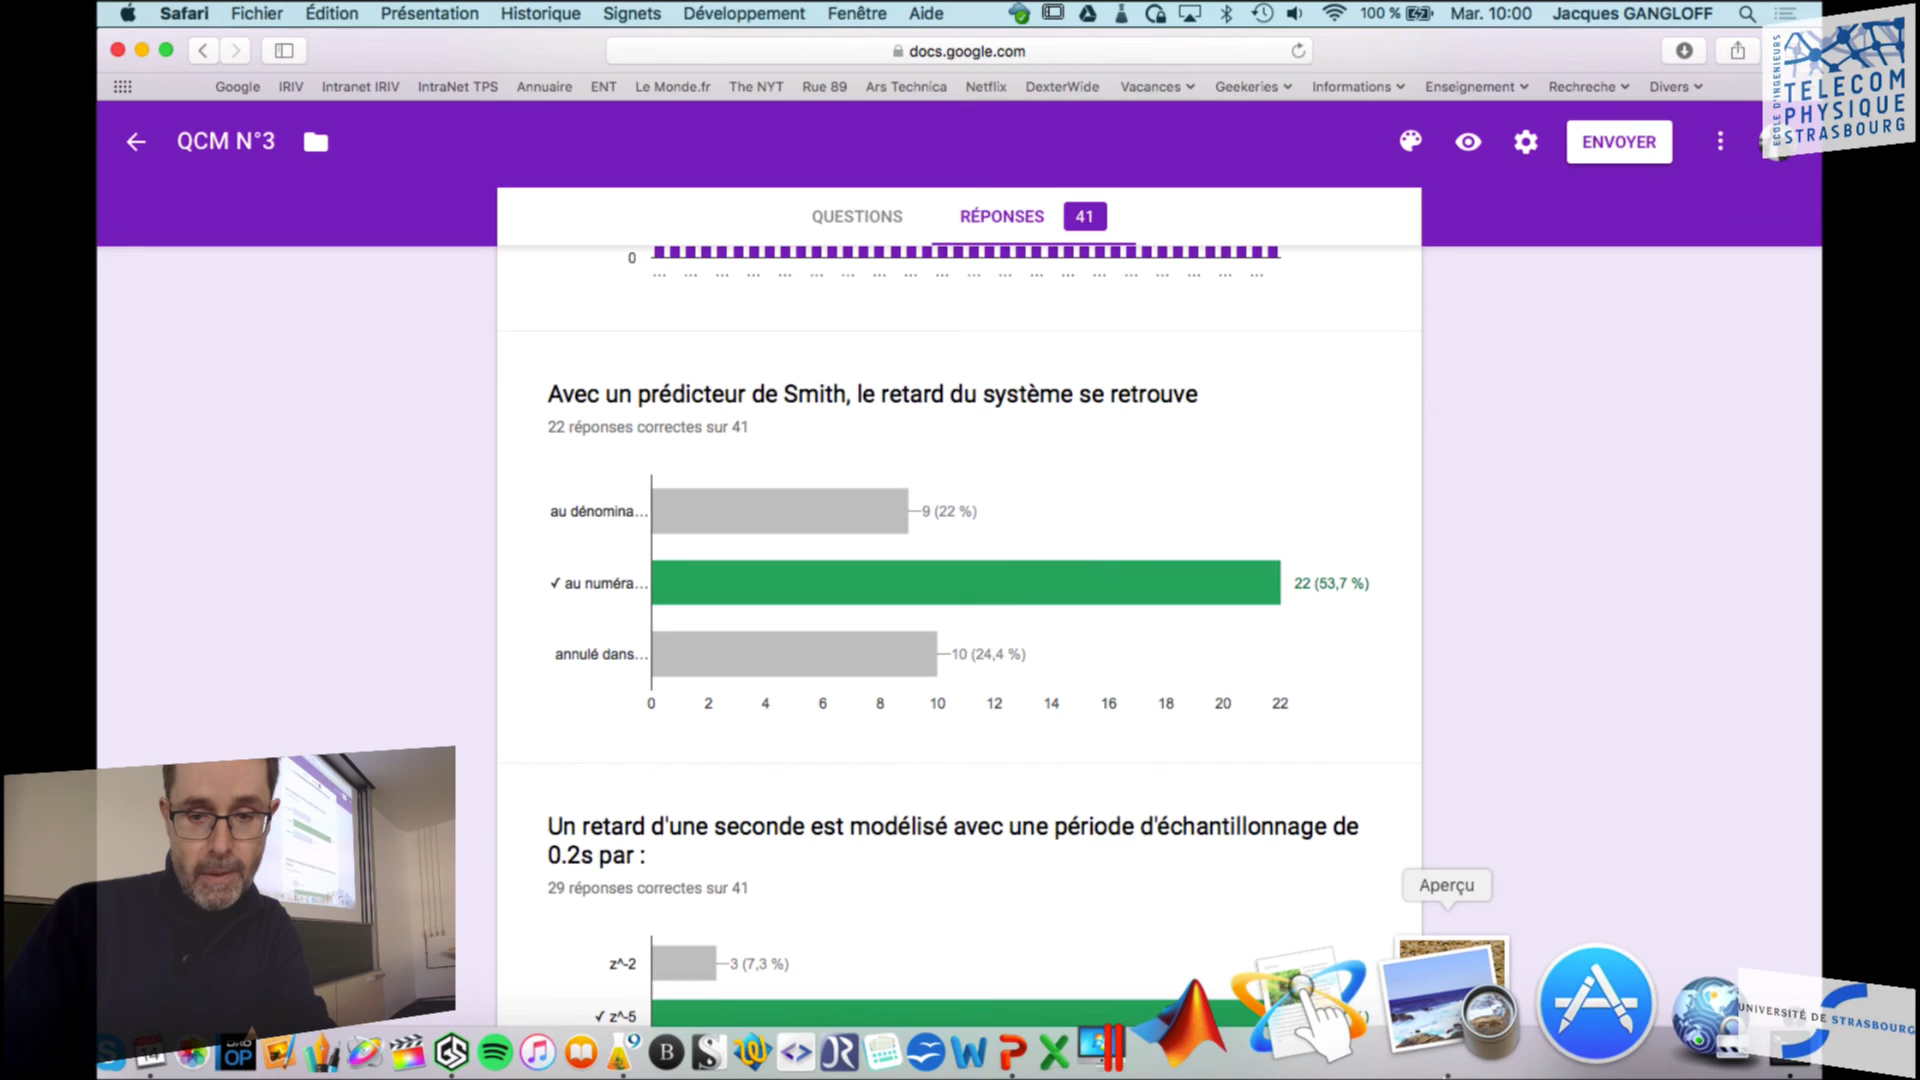 Safari Fichier Édition Présentation Historique Signets Développement Fenêtre Aide 100 % Mar. 10:00 Jacques GANGLOFF
docs.google.com
Google IRIV Intranet IRIV IntraNet TPS Annuaire ENT Le Monde.fr The NYT Rue 89 Ars Technica Netflix DexterWide Vacances Geekeries Informations Enseignement Rechreche Divers
ECOLE D'INGENIEURS
TELECOM
PHYSIQUE
STRASBOURG
QCM N°3
ENVOYER
QUESTIONS RÉPONSES 41
0
... ... ... ... ... ... ... ... ... ... ... ... ... ... ... ... ... ... ... ...
Avec un prédicteur de Smith, le retard du système se retrouve
22 réponses correctes sur 41
au dénomina... 9 (22 %)
✓ au numéra... 22 (53,7 %)
annulé dans... 10 (24,4 %)
0 2 4 6 8 10 12 14 16 18 20 22
Un retard d'une seconde est modélisé avec une période d'échantillonnage de
0.2s par :
29 réponses correctes sur 41
Aperçu
z^-2 3 (7,3 %)
✓ z^-5
UNIVERSITÉ DE STRASBOURG